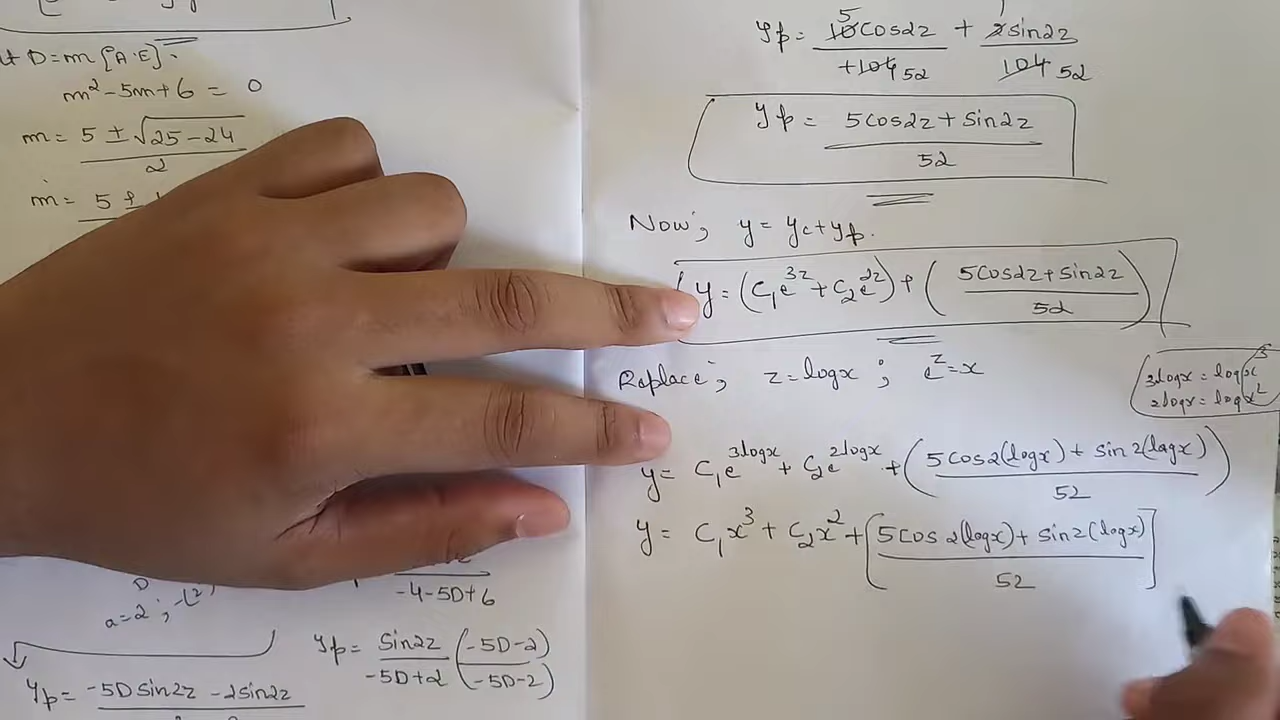 D=m [A.E].
m²-5m+6 = 0
m = 5 ± √25-24
2
m = 5 ±
a=2 ;
yp = -5D sin2z - 2sin2z
-4-5D+6
yp = Sin2z (-5D-2)
-5D+2 (-5D-2)
5 1
yp = 10cos2z + 2sin2z
+104 52 104 52
yp = 5cos2z + sin2z
52
Now; y = yc+yp.
y = (C₁e^3z + C₂e^2z) + (5cos2z+sin2z)
52
Replace; z=logx ; e^z=x
3logx = logx³
2logx = logx²
y = C₁e^3logx + C₂e^2logx + (5cos2(logx) + sin2(logx))
52
y = C₁x³ + C₂x² + [5cos2(logx) + sin2(logx)]
52